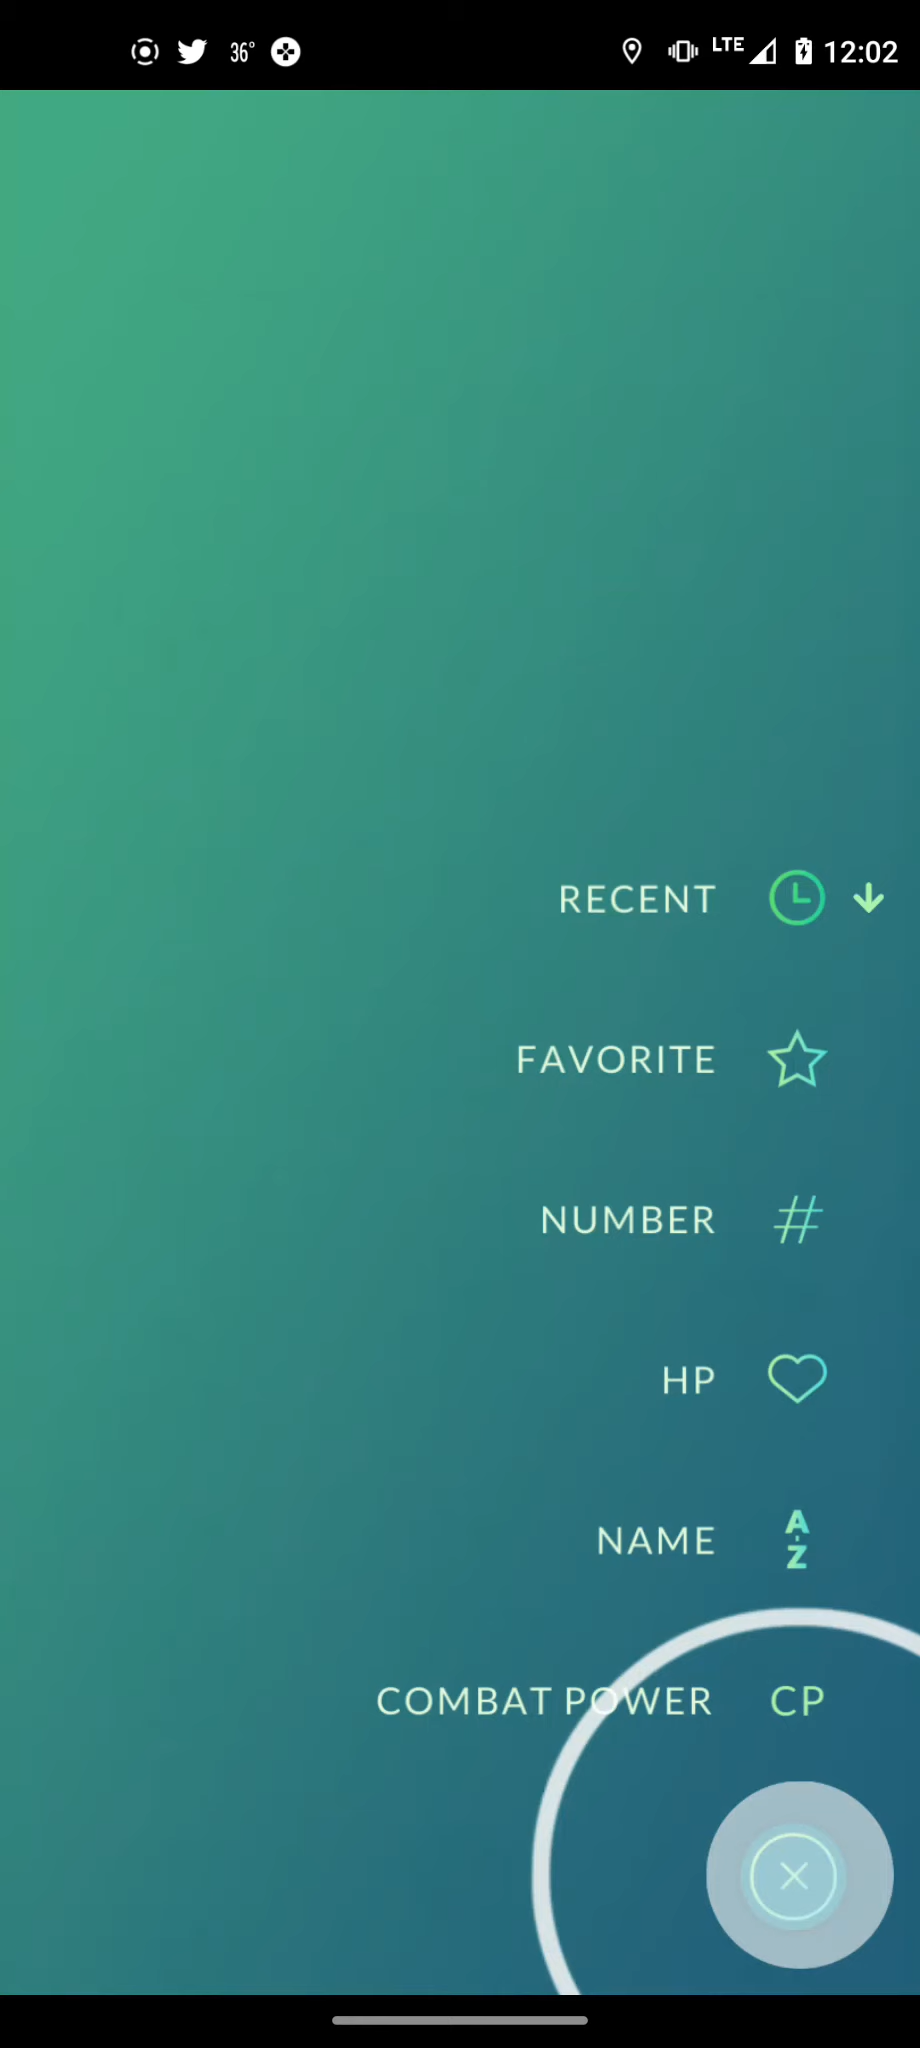 36° LTE 12:02
RECENT
FAVORITE
NUMBER
HP
NAME A-Z
COMBAT POWER CP